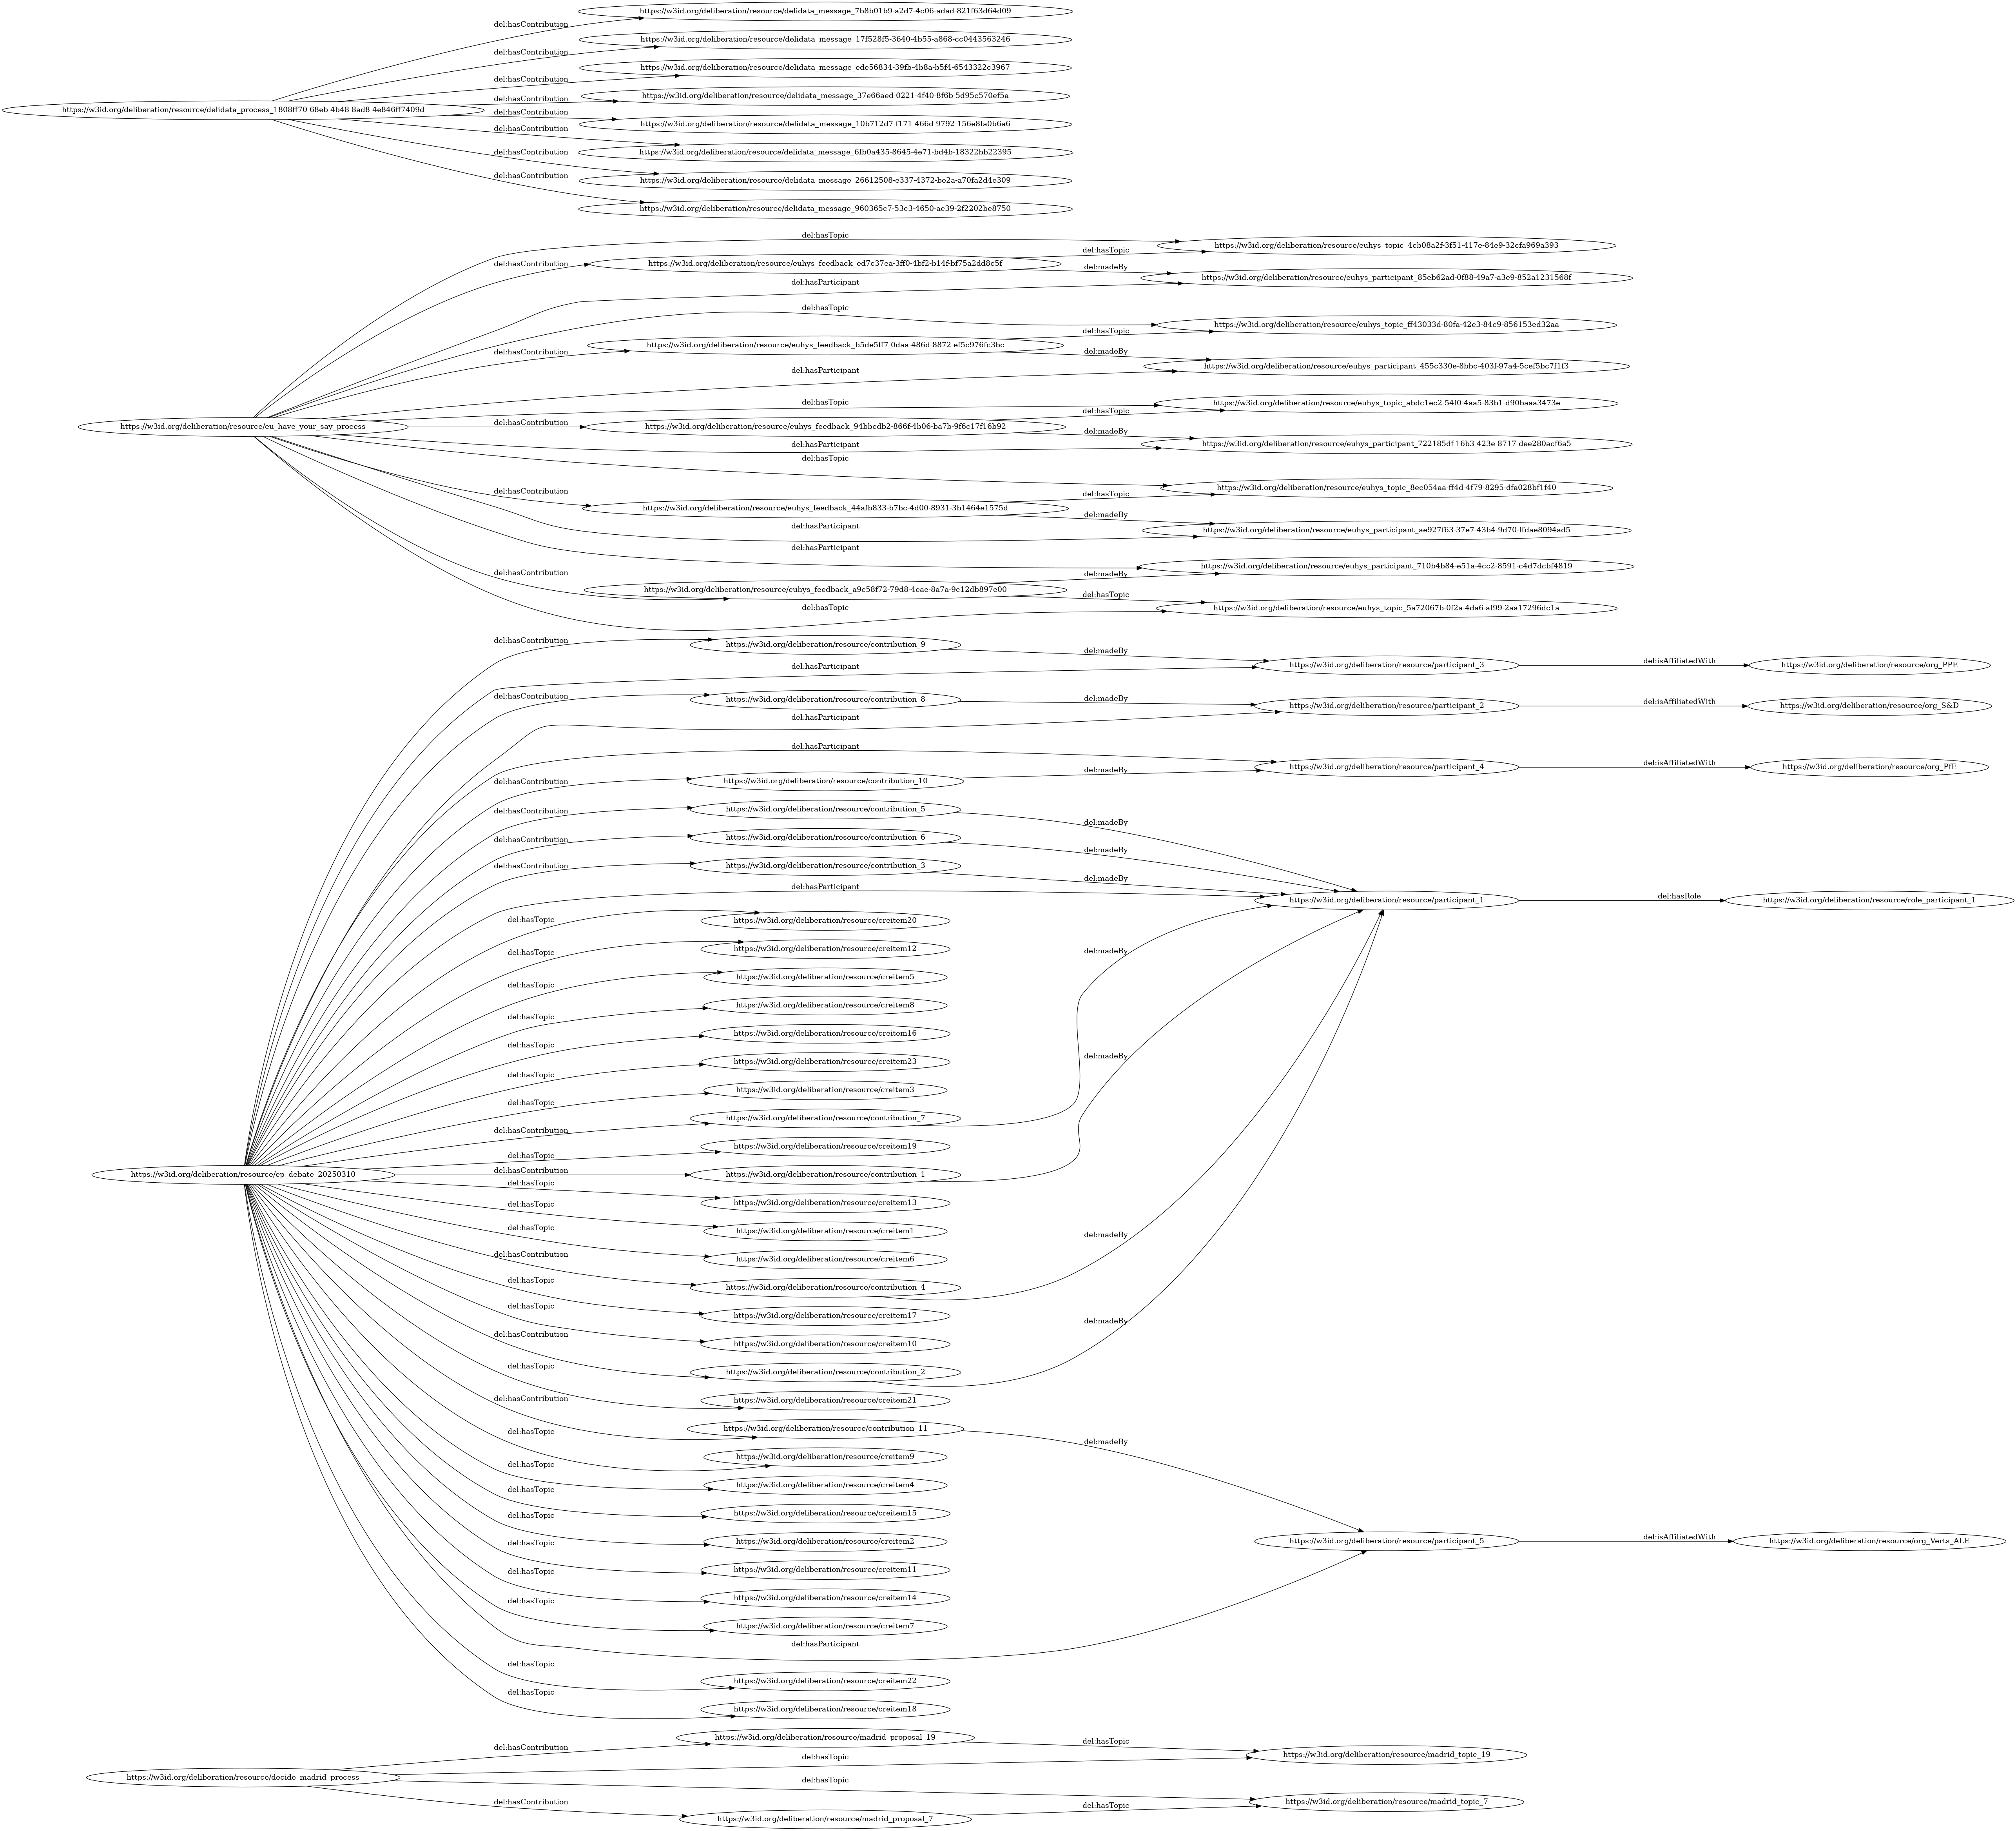 https://w3id.org/deliberation/resource/delidata_process_1808ff70-68eb-4b48-8ad8-4e846ff7409d
del:hasContribution
https://w3id.org/deliberation/resource/delidata_message_7b8b01b9-a2d7-4c06-adad-821f63d64d09
del:hasContribution
https://w3id.org/deliberation/resource/delidata_message_17f528f5-3640-4b55-a868-cc0443563246
del:hasContribution
https://w3id.org/deliberation/resource/delidata_message_ede56834-39fb-4b8a-b5f4-6543322c3967
del:hasContribution
https://w3id.org/deliberation/resource/delidata_message_37e66aed-0221-4f40-8f6b-5d95c570ef5a
del:hasContribution
https://w3id.org/deliberation/resource/delidata_message_10b712d7-f171-466d-9792-156e8fa0b6a6
del:hasContribution
https://w3id.org/deliberation/resource/delidata_message_6fb0a435-8645-4e71-bd4b-18322bb22395
del:hasContribution
https://w3id.org/deliberation/resource/delidata_message_26612508-e337-4372-be2a-a70fa2d4e309
del:hasContribution
https://w3id.org/deliberation/resource/delidata_message_960365c7-53c3-4650-ae39-2f2202be8750
https://w3id.org/deliberation/resource/eu_have_your_say_process
del:hasTopic
https://w3id.org/deliberation/resource/euhys_topic_4cb08a2f-3f51-417e-84e9-32cfa969a393
del:hasContribution
https://w3id.org/deliberation/resource/euhys_feedback_ed7c37ea-3ff0-4bf2-b14f-bf75a2dd8c5f
del:hasTopic
del:madeBy
https://w3id.org/deliberation/resource/euhys_participant_85eb62ad-0f88-49a7-a3e9-852a1231568f
del:hasParticipant
del:hasTopic
https://w3id.org/deliberation/resource/euhys_topic_ff43033d-80fa-42e3-84c9-856153ed32aa
del:hasContribution
https://w3id.org/deliberation/resource/euhys_feedback_b5de5ff7-0daa-486d-8872-ef5c976fc3bc
del:hasTopic
del:madeBy
https://w3id.org/deliberation/resource/euhys_participant_455c330e-8bbc-403f-97a4-5cef5bc7f1f3
del:hasParticipant
del:hasTopic
https://w3id.org/deliberation/resource/euhys_topic_abdc1ec2-54f0-4aa5-83b1-d90baaa3473e
del:hasContribution
https://w3id.org/deliberation/resource/euhys_feedback_94bbcdb2-866f-4b06-ba7b-9f6c17f16b92
del:hasTopic
del:madeBy
https://w3id.org/deliberation/resource/euhys_participant_722185df-16b3-423e-8717-dee280acf6a5
del:hasParticipant
del:hasTopic
https://w3id.org/deliberation/resource/euhys_topic_8ec054aa-ff4d-4f79-8295-dfa028bf1f40
del:hasContribution
https://w3id.org/deliberation/resource/euhys_feedback_44afb833-b7bc-4d00-8931-3b1464e1575d
del:hasTopic
del:madeBy
https://w3id.org/deliberation/resource/euhys_participant_ae927f63-37e7-43b4-9d70-ffdae8094ad5
del:hasParticipant
del:hasParticipant
https://w3id.org/deliberation/resource/euhys_participant_710b4b84-e51a-4cc2-8591-c4d7dcbf4819
del:hasContribution
https://w3id.org/deliberation/resource/euhys_feedback_a9c58f72-79d8-4eae-8a7a-9c12db897e00
del:madeBy
del:hasTopic
https://w3id.org/deliberation/resource/euhys_topic_5a72067b-0f2a-4da6-af99-2aa17296dc1a
del:hasTopic
https://w3id.org/deliberation/resource/ep_debate_20250310
del:hasContribution
https://w3id.org/deliberation/resource/contribution_9
del:madeBy
https://w3id.org/deliberation/resource/participant_3
del:isAffiliatedWith
https://w3id.org/deliberation/resource/org_PPE
del:hasParticipant
del:hasContribution
https://w3id.org/deliberation/resource/contribution_8
del:madeBy
https://w3id.org/deliberation/resource/participant_2
del:isAffiliatedWith
https://w3id.org/deliberation/resource/org_S&D
del:hasParticipant
del:hasParticipant
https://w3id.org/deliberation/resource/participant_4
del:isAffiliatedWith
https://w3id.org/deliberation/resource/org_PfE
del:hasContribution
https://w3id.org/deliberation/resource/contribution_10
del:madeBy
del:hasContribution
https://w3id.org/deliberation/resource/contribution_5
del:madeBy
del:hasContribution
https://w3id.org/deliberation/resource/contribution_6
del:madeBy
del:hasContribution
https://w3id.org/deliberation/resource/contribution_3
del:madeBy
del:hasParticipant
https://w3id.org/deliberation/resource/participant_1
del:hasRole
https://w3id.org/deliberation/resource/role_participant_1
del:hasTopic
https://w3id.org/deliberation/resource/creitem20
del:hasTopic
https://w3id.org/deliberation/resource/creitem12
del:madeBy
del:hasTopic
https://w3id.org/deliberation/resource/creitem5
del:hasTopic
https://w3id.org/deliberation/resource/creitem8
del:hasTopic
https://w3id.org/deliberation/resource/creitem16
del:madeBy
del:hasTopic
https://w3id.org/deliberation/resource/creitem23
del:hasTopic
https://w3id.org/deliberation/resource/creitem3
del:hasContribution
https://w3id.org/deliberation/resource/contribution_7
del:hasTopic
https://w3id.org/deliberation/resource/creitem19
del:hasContribution
https://w3id.org/deliberation/resource/contribution_1
del:hasTopic
https://w3id.org/deliberation/resource/creitem13
del:hasTopic
https://w3id.org/deliberation/resource/creitem1
del:madeBy
del:hasTopic
https://w3id.org/deliberation/resource/creitem6
del:hasContribution
https://w3id.org/deliberation/resource/contribution_4
del:hasTopic
https://w3id.org/deliberation/resource/creitem17
del:madeBy
del:hasTopic
https://w3id.org/deliberation/resource/creitem10
del:hasContribution
https://w3id.org/deliberation/resource/contribution_2
del:hasTopic
https://w3id.org/deliberation/resource/creitem21
del:hasContribution
https://w3id.org/deliberation/resource/contribution_11
del:madeBy
del:hasTopic
https://w3id.org/deliberation/resource/creitem9
del:hasTopic
https://w3id.org/deliberation/resource/creitem4
del:hasTopic
https://w3id.org/deliberation/resource/creitem15
del:hasTopic
https://w3id.org/deliberation/resource/creitem2
https://w3id.org/deliberation/resource/participant_5
del:isAffiliatedWith
https://w3id.org/deliberation/resource/org_Verts_ALE
del:hasTopic
https://w3id.org/deliberation/resource/creitem11
del:hasTopic
https://w3id.org/deliberation/resource/creitem14
del:hasTopic
https://w3id.org/deliberation/resource/creitem7
del:hasParticipant
del:hasTopic
https://w3id.org/deliberation/resource/creitem22
del:hasTopic
https://w3id.org/deliberation/resource/creitem18
https://w3id.org/deliberation/resource/decide_madrid_process
del:hasContribution
https://w3id.org/deliberation/resource/madrid_proposal_19
del:hasTopic
https://w3id.org/deliberation/resource/madrid_topic_19
del:hasTopic
del:hasTopic
https://w3id.org/deliberation/resource/madrid_topic_7
del:hasContribution
https://w3id.org/deliberation/resource/madrid_proposal_7
del:hasTopic